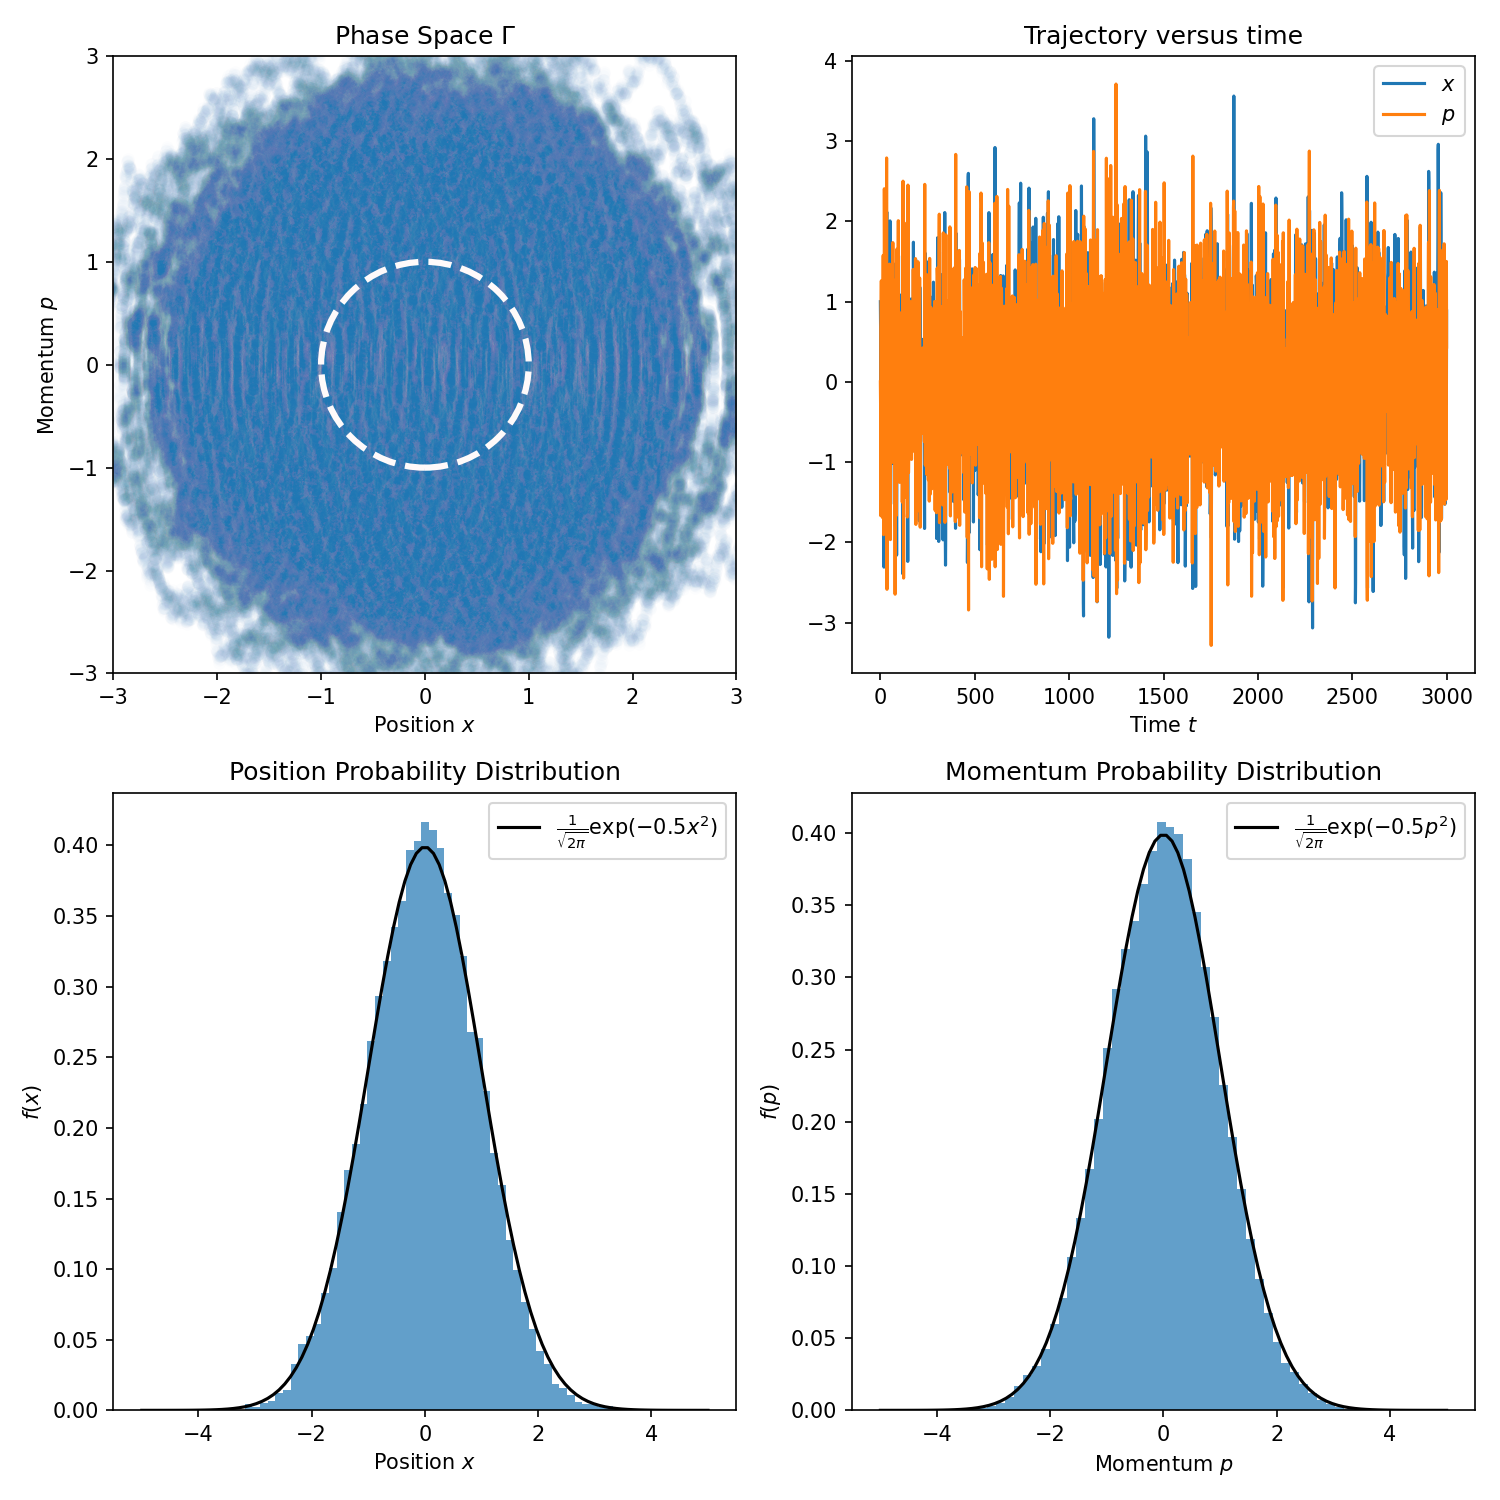 Phase Space Γ
3
2
1
0
−1
−2
−3
Momentum p
−3 −2 −1 0 1 2 3
Position x
Trajectory versus time
4
3
2
1
0
−1
−2
−3
x
p
0 500 1000 1500 2000 2500 3000
Time t
Position Probability Distribution
0.40
0.35
0.30
0.25
0.20
0.15
0.10
0.05
0.00
f(x)
1/√2π exp(−0.5x²)
−4 −2 0 2 4
Position x
Momentum Probability Distribution
0.40
0.35
0.30
0.25
0.20
0.15
0.10
0.05
0.00
f(p)
1/√2π exp(−0.5p²)
−4 −2 0 2 4
Momentum p